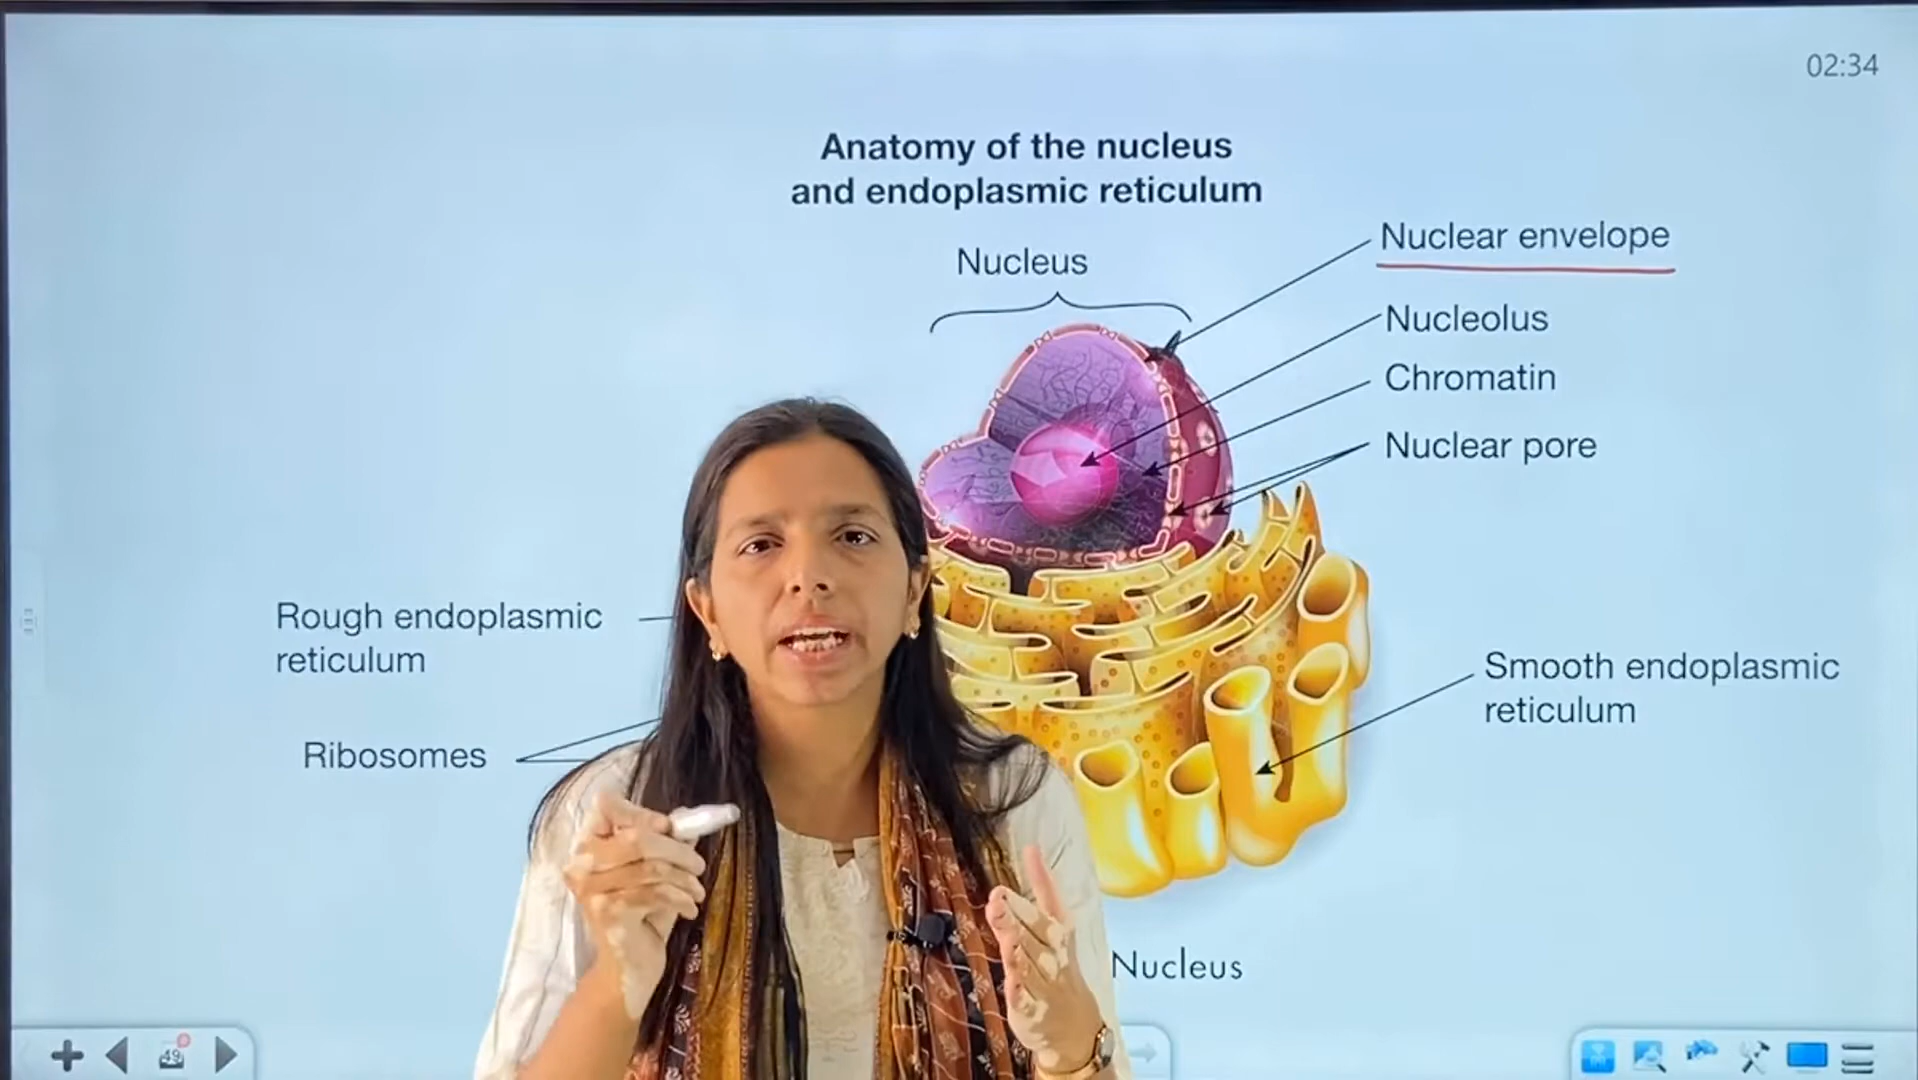 02:34
Anatomy of the nucleus
and endoplasmic reticulum
Nucleus
Nuclear envelope
Nucleolus
Chromatin
Nuclear pore
Rough endoplasmic
reticulum
Smooth endoplasmic
reticulum
Ribosomes
Nucleus
49